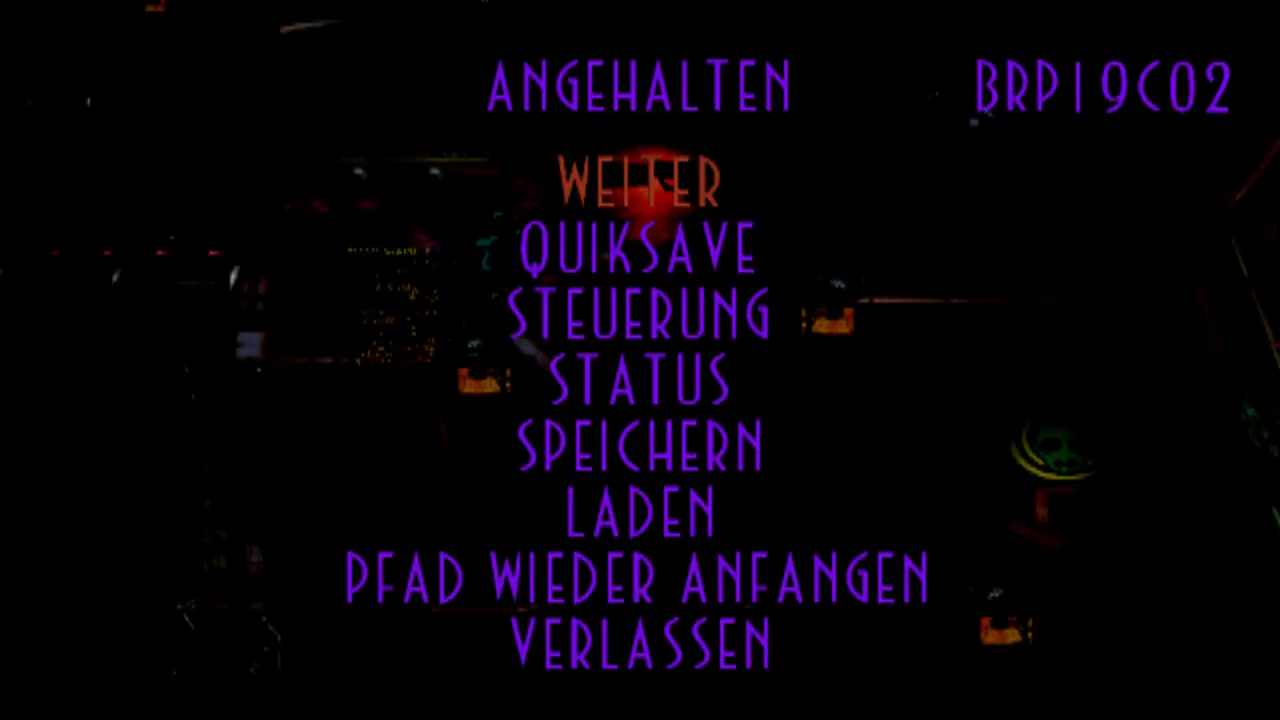 ANGEHALTEN BRP19C02
WEITER
QUIKSAVE
STEUERUNG
STATUS
SPEICHERN
LADEN
PFAD WIEDER ANFANGEN
VERLASSEN